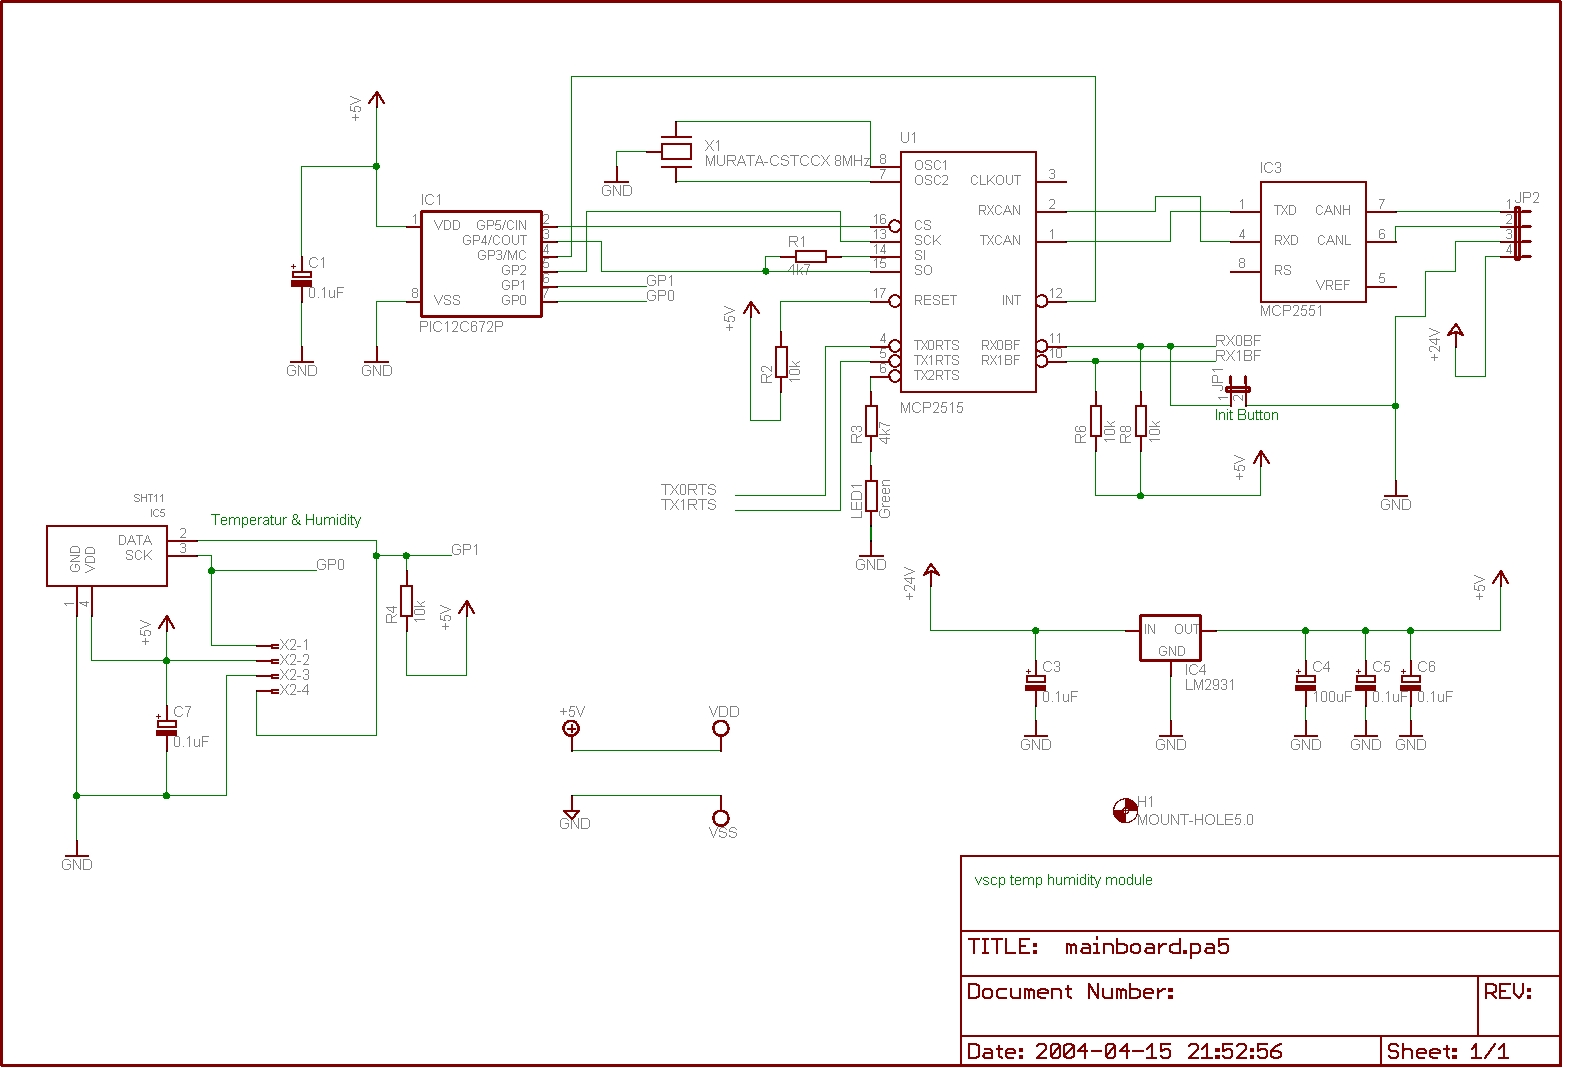 +5V
GND
C1
0.1uF
GND
IC1
1 VDD GP5/CIN 2
GP4/COUT 3
GP3/MC 4
GP2 5
GP1 6
8 VSS GP0 7
PIC12C672P
GND
GP1
GP0
X1
MURATA-CSTCCX 8MHz
GND
R1
4k7
+5V
R2
10k
U1
8 OSC1
7 OSC2 CLKOUT 3
RXCAN 2
16 CS
13 SCK TXCAN 1
14 SI
15 SO
17 RESET INT 12
4 TX0RTS RX0BF 11
5 TX1RTS RX1BF 10
6 TX2RTS
MCP2515
R3
4k7
LED1
Green
GND
TX0RTS
TX1RTS
IC3
1 TXD CANH 7
4 RXD CANL 6
8 RS
VREF 5
MCP2551
JP2
1
2
3
4
+24V
RX0BF
RX1BF
JP1
1
2
Init Button
R6
10k
R8
10k
+5V
GND
SHT11
IC5
Temperatur & Humidity
DATA 2
SCK 3
GND
VDD
1
4
GP0
GP1
R4
10k
+5V
+5V
X2-1
X2-2
X2-3
X2-4
C7
0.1uF
GND
+5V
VDD
GND
VSS
+24V
IN OUT
GND
IC4
LM2931
+5V
C3
0.1uF
C4
100uF
C5
0.1uF
C6
0.1uF
GND
GND
GND
GND
GND
H1
MOUNT-HOLE5.0
vscp temp humidity module
TITLE: mainboard.pa5
Document Number:
REV:
Date: 2004-04-15 21:52:56
Sheet: 1/1